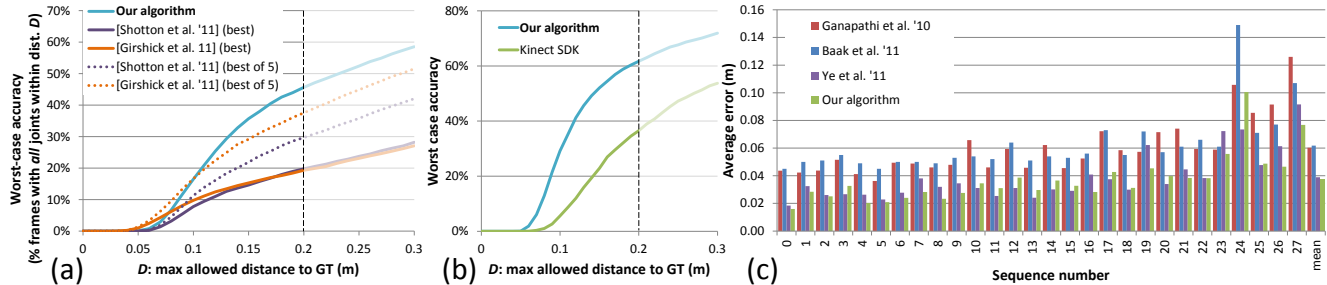 Worst-case accuracy
(% frames with all joints within dist. D)
70%
60%
50%
40%
30%
20%
10%
0%
Our algorithm
[Shotton et al. '11] (best)
[Girshick et al. 11] (best)
[Shotton et al. '11] (best of 5)
[Girshick et al. '11] (best of 5)
0 0.05 0.1 0.15 0.2 0.25 0.3
D: max allowed distance to GT (m)
(a)
Worst case accuracy
80%
60%
40%
20%
0%
Our algorithm
Kinect SDK
0 0.1 0.2 0.3
D: max allowed distance to GT (m)
(b)
Average error (m)
0.16
0.14
0.12
0.10
0.08
0.06
0.04
0.02
0.00
Ganapathi et al. '10
Baak et al. '11
Ye et al. '11
Our algorithm
0 1 2 3 4 5 6 7 8 9 10 11 12 13 14 15 16 17 18 19 20 21 22 23 24 25 26 27 mean
Sequence number
(c)